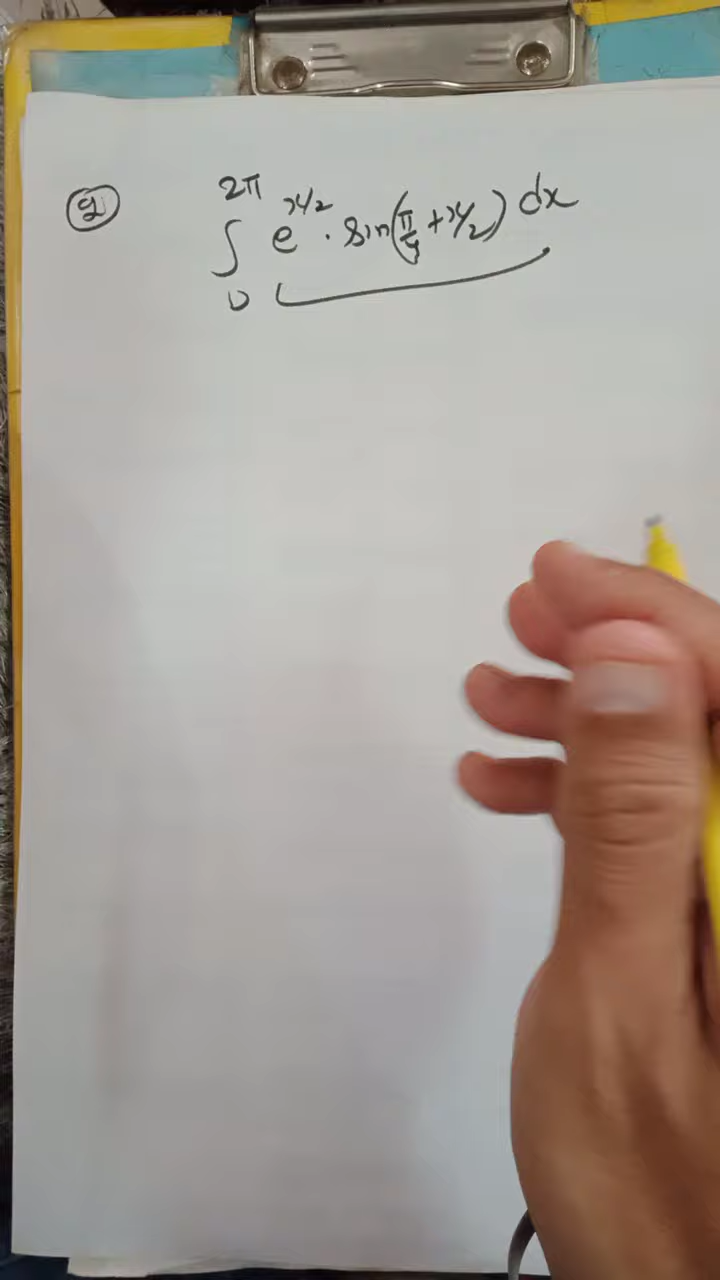 9 ∫₀^{2π} e^{x/2} · sin(π/4 + x/2) dx